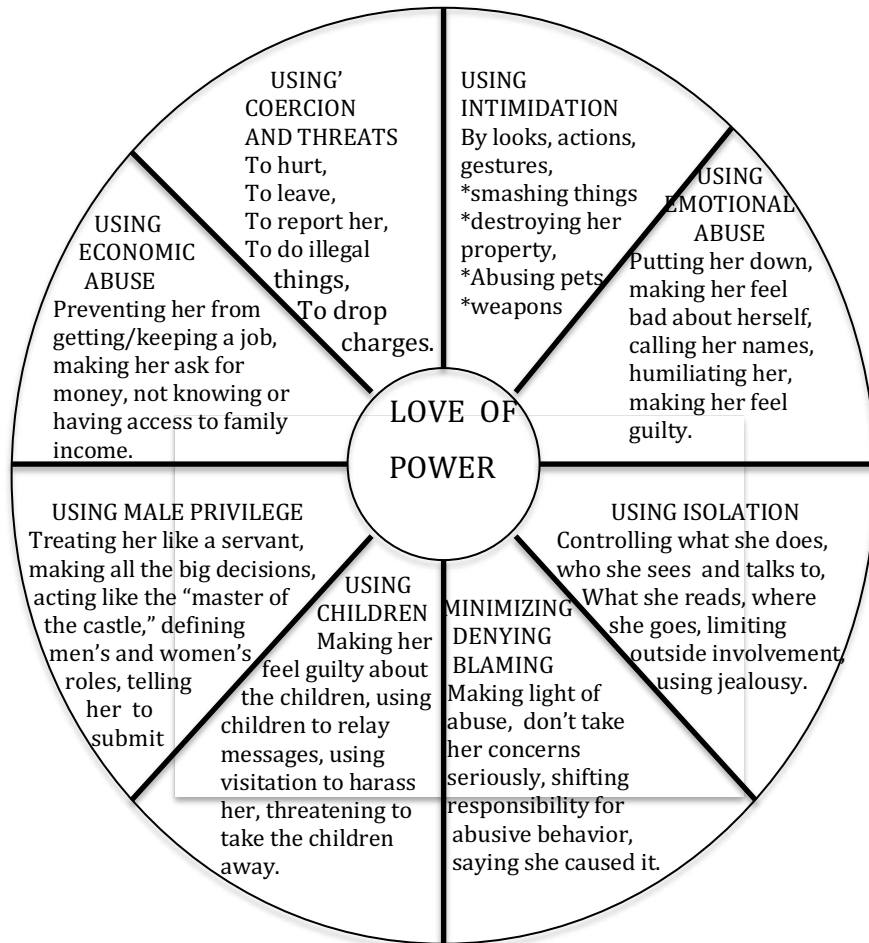 USING’
COERCION
AND THREATS
To hurt,
To leave,
To report her,
To do illegal
things,
To drop
charges.
USING
INTIMIDATION
By looks, actions,
gestures,
*smashing things
*destroying her
property,
*Abusing pets
*weapons
USING
EMOTIONAL
ABUSE
Putting her down,
making her feel
bad about herself,
calling her names,
humiliating her,
making her feel
guilty.
USING ISOLATION
Controlling what she does,
who she sees and talks to,
What she reads, where
she goes, limiting
outside involvement,
using jealousy.
MINIMIZING
DENYING
BLAMING
Making light of
abuse, don’t take
her concerns
seriously, shifting
responsibility for
abusive behavior,
saying she caused it.
USING
CHILDREN
Making her
feel guilty about
the children, using
children to relay
messages, using
visitation to harass
her, threatening to
take the children
away.
USING MALE PRIVILEGE
Treating her like a servant,
making all the big decisions,
acting like the “master of
the castle,” defining
men’s and women’s
roles, telling
her to
submit
USING
ECONOMIC
ABUSE
Preventing her from
getting/keeping a job,
making her ask for
money, not knowing or
having access to family
income.
LOVE OF
POWER